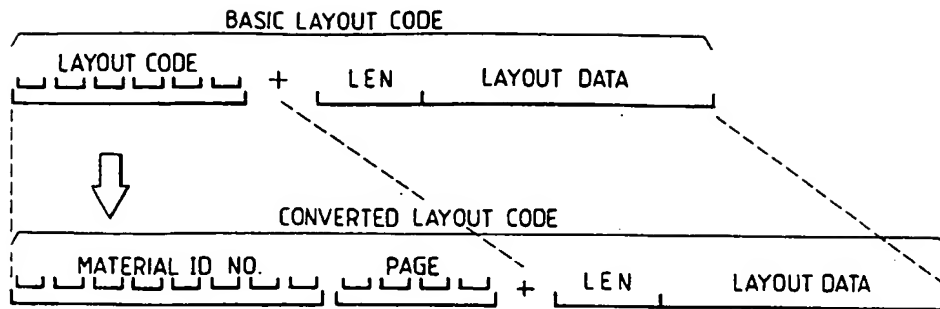 BASIC LAYOUT CODE
LAYOUT CODE + LEN LAYOUT DATA
CONVERTED LAYOUT CODE
MATERIAL ID NO. PAGE + LEN LAYOUT DATA